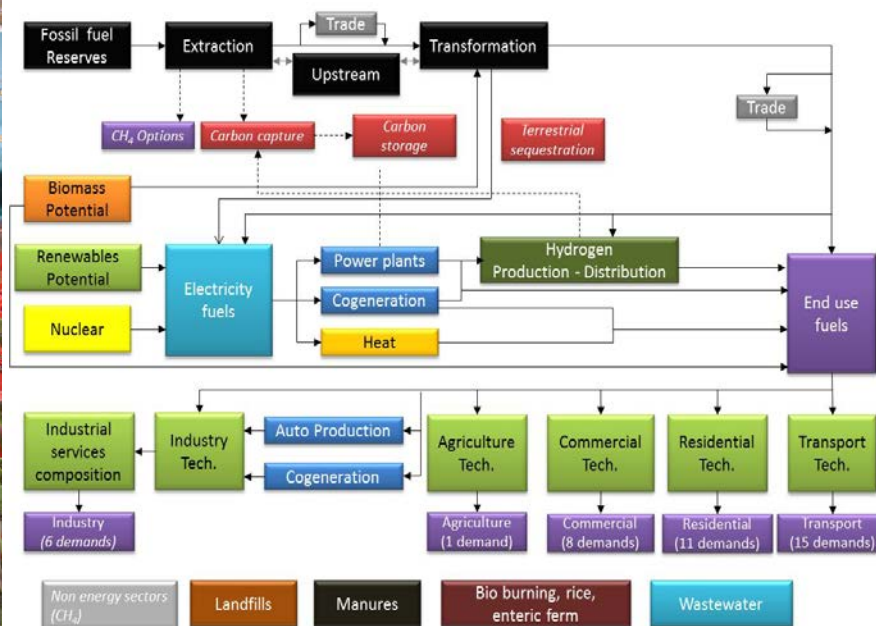 Fossil fuel
Reserves
Extraction
Trade
Transformation
Upstream
Trade
CH₄ Options
Carbon capture
Carbon
storage
Terrestrial
sequestration
Biomass
Potential
Renewables
Potential
Nuclear
Electricity
fuels
Power plants
Cogeneration
Heat
Hydrogen
Production - Distribution
End use
fuels
Industrial
services
composition
Industry
Tech.
Auto Production
Cogeneration
Agriculture
Tech.
Commercial
Tech.
Residential
Tech.
Transport
Tech.
Industry
(6 demands)
Agriculture
(1 demand)
Commercial
(8 demands)
Residential
(11 demands)
Transport
(15 demands)
Non energy sectors
(CH₄)
Landfills
Manures
Bio burning, rice,
enteric ferm
Wastewater